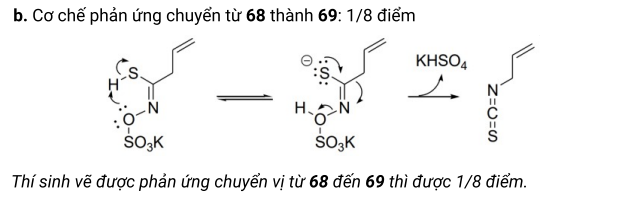 b. Cơ chế phản ứng chuyển từ 68 thành 69: 1/8 điểm
H S N O SO₃K
⊖ S H N O SO₃K
KHSO₄
N C S
Thí sinh vẽ được phản ứng chuyển vị từ 68 đến 69 thì được 1/8 điểm.